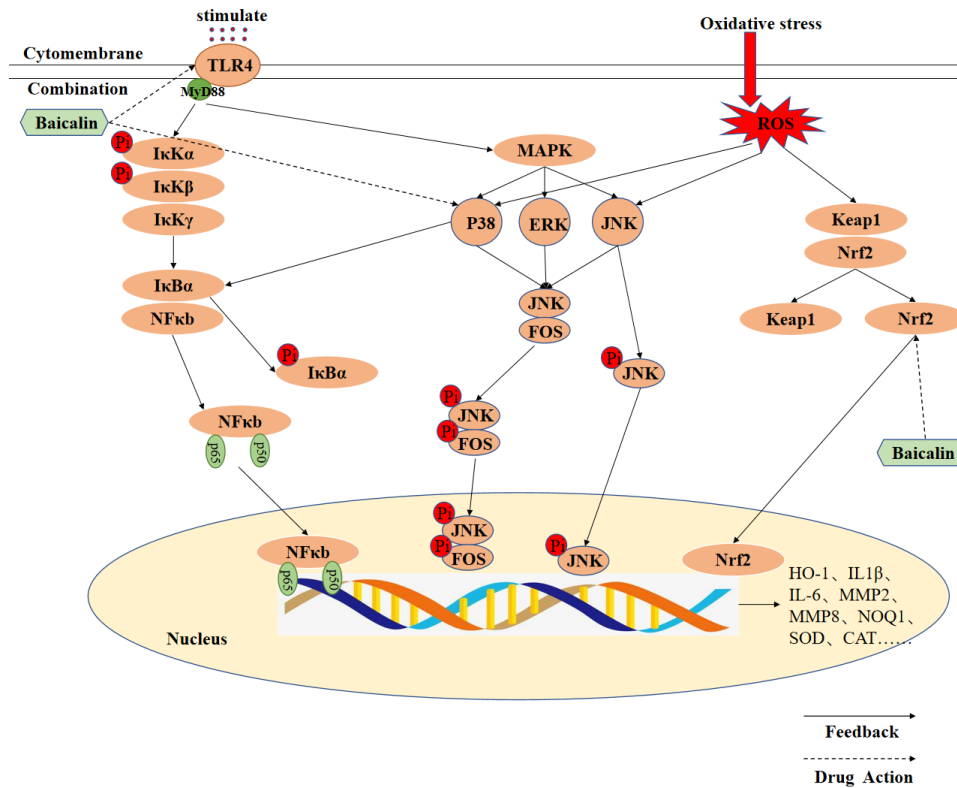 stimulate
Oxidative stress
Cytomembrane
TLR4
Combination
MyD88
Baicalin
ROS
Pi
IκKα
MAPK
Pi
IκKβ
IκKγ
P38
ERK
JNK
Keap1
Nrf2
IκBα
NFκb
JNK
FOS
Keap1
Nrf2
Pi
IκBα
Pi
JNK
Pi
JNK
Pi
FOS
NFκb
p65
p50
Baicalin
Pi
JNK
Pi
FOS
Pi
JNK
NFκb
p65
p50
Nrf2
HO-1、IL1β、
IL-6、MMP2、
MMP8、NOQ1、
SOD、CAT……
Nucleus
Feedback
Drug Action